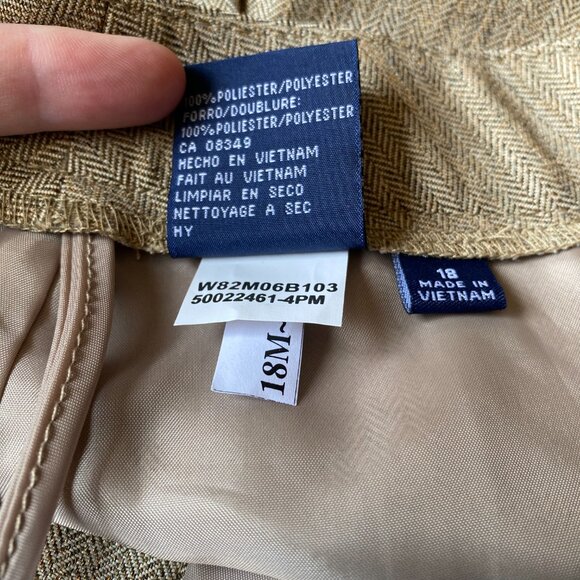 100%POLIESTER/POLYESTER
FORRO/DOUBLURE:
100%POLIESTER/POLYESTER
CA 08349
HECHO EN VIETNAM
FAIT AU VIETNAM
LIMPIAR EN SECO
NETTOYAGE A SEC
HY
W82M06B103
50022461-4PM
18M~
18
MADE IN
VIETNAM